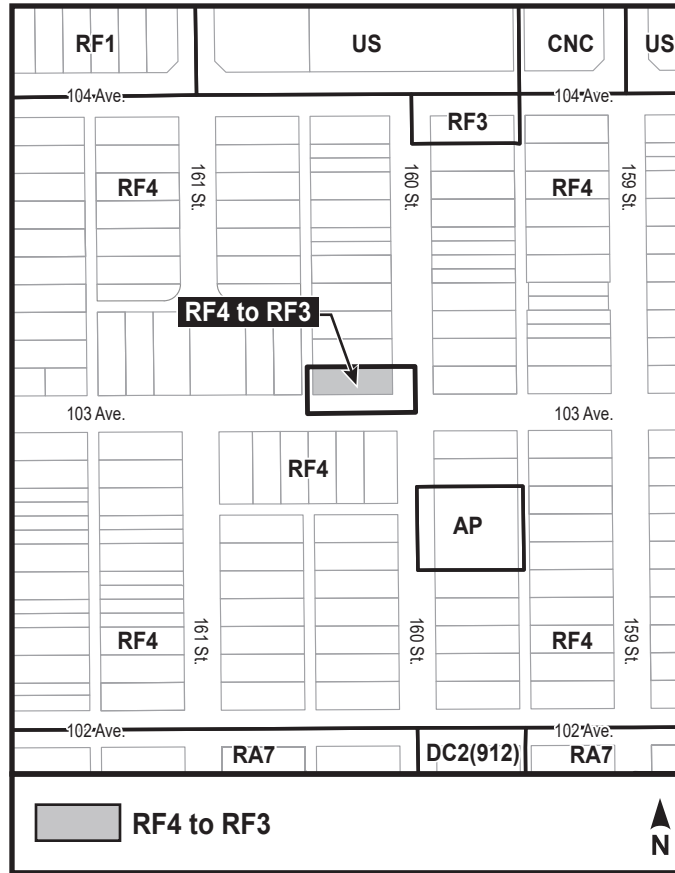 RF1 US CNC US
104 Ave. 104 Ave.
RF3
RF4 RF4
161 St. 160 St. 159 St.
RF4 to RF3
103 Ave. 103 Ave.
RF4
AP
RF4 RF4
161 St. 160 St. 159 St.
102 Ave. 102 Ave.
RA7 DC2(912) RA7
RF4 to RF3
N